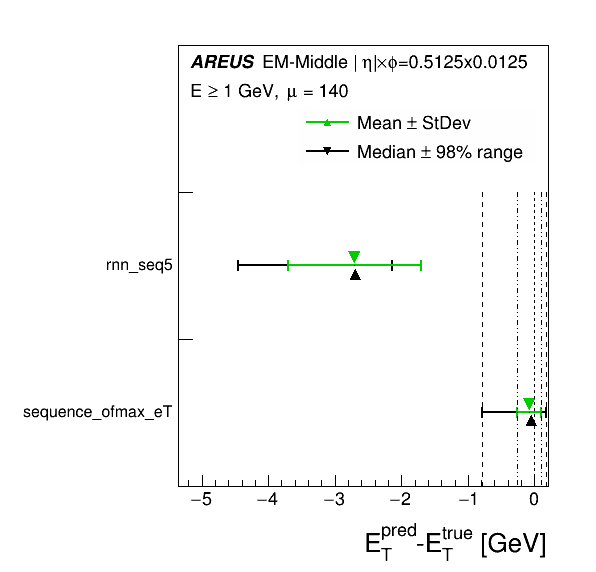 AREUS EM-Middle | η|×φ=0.5125x0.0125
E ≥ 1 GeV, μ = 140
Mean ± StDev
Median ± 98% range
rnn_seq5
sequence_ofmax_eT
−5 −4 −3 −2 −1 0
E_T^pred-E_T^true [GeV]